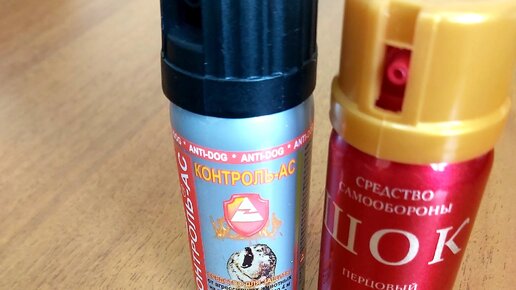 * ANTI-DOG * ANTI-DOG * ANTI-DOG *
КОНТРОЛЬ-АС
КОНТРОЛЬ-АС
СРЕДСТВО
САМООБОРОНЫ
ШОК
ПЕРЦОВЫЙ